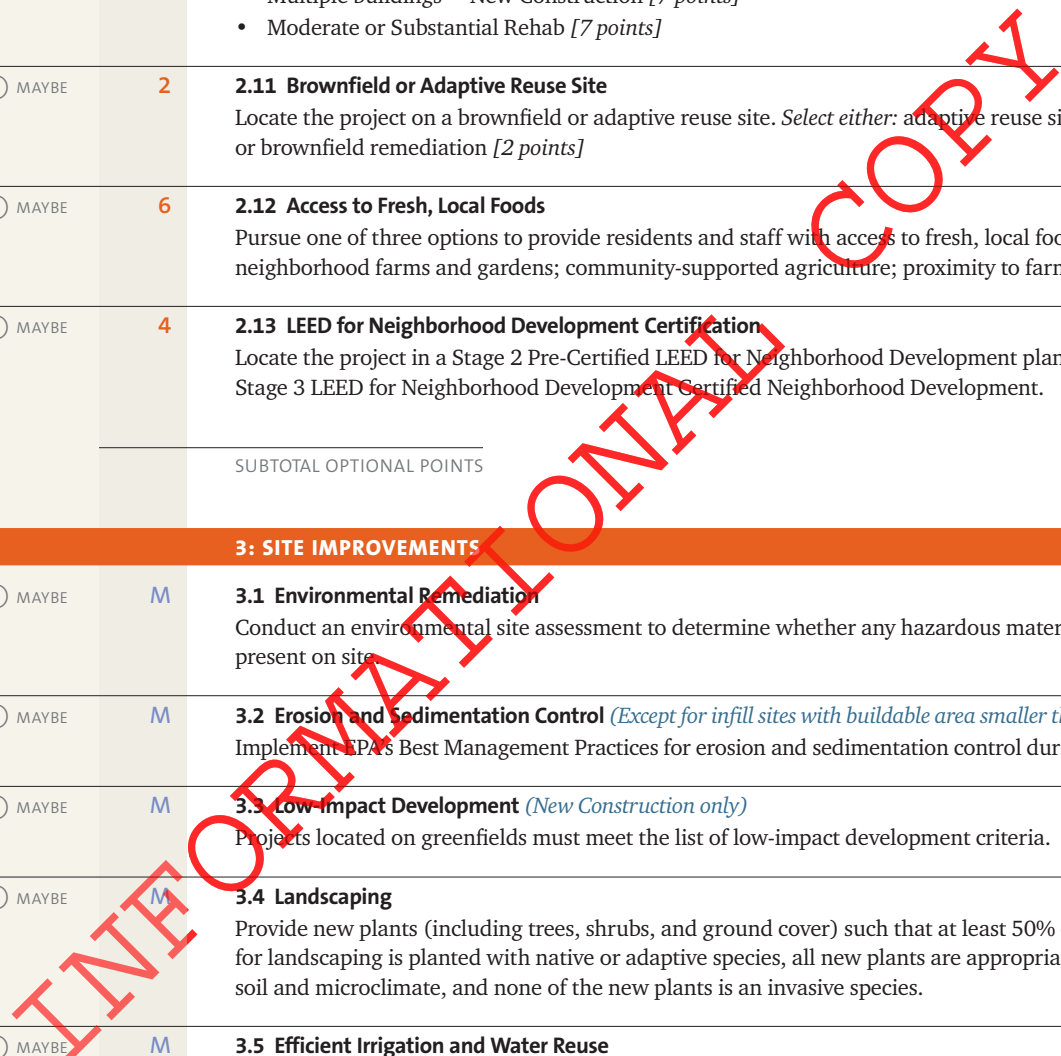 Multiple buildings — New Construction [7 points]
• Moderate or Substantial Rehab [7 points]
MAYBE 2 2.11 Brownfield or Adaptive Reuse Site
Locate the project on a brownfield or adaptive reuse site. Select either: adaptive reuse
or brownfield remediation [2 points]
MAYBE 6 2.12 Access to Fresh, Local Foods
Pursue one of three options to provide residents and staff with access to fresh, local
neighborhood farms and gardens; community-supported agriculture; proximity to
MAYBE 4 2.13 LEED for Neighborhood Development Certification
Locate the project in a Stage 2 Pre-Certified LEED for Neighborhood Development plan
Stage 3 LEED for Neighborhood Development Certified Neighborhood Development.
SUBTOTAL OPTIONAL POINTS
3: SITE IMPROVEMENTS
MAYBE M 3.1 Environmental Remediation
Conduct an environmental site assessment to determine whether any hazardous
present on site.
MAYBE M 3.2 Erosion and Sedimentation Control (Except for infill sites with buildable area smaller
Implement EPA's Best Management Practices for erosion and sedimentation control
MAYBE M 3.3 Low-Impact Development (New Construction only)
Projects located on greenfields must meet the list of low-impact development criteria.
MAYBE M 3.4 Landscaping
Provide new plants (including trees, shrubs, and ground cover) such that at least 50%
for landscaping is planted with native or adaptive species, all new plants are
soil and microclimate, and none of the new plants is an invasive species.
MAYBE M 3.5 Efficient Irrigation and Water Reuse
INFORMATIONAL COPY